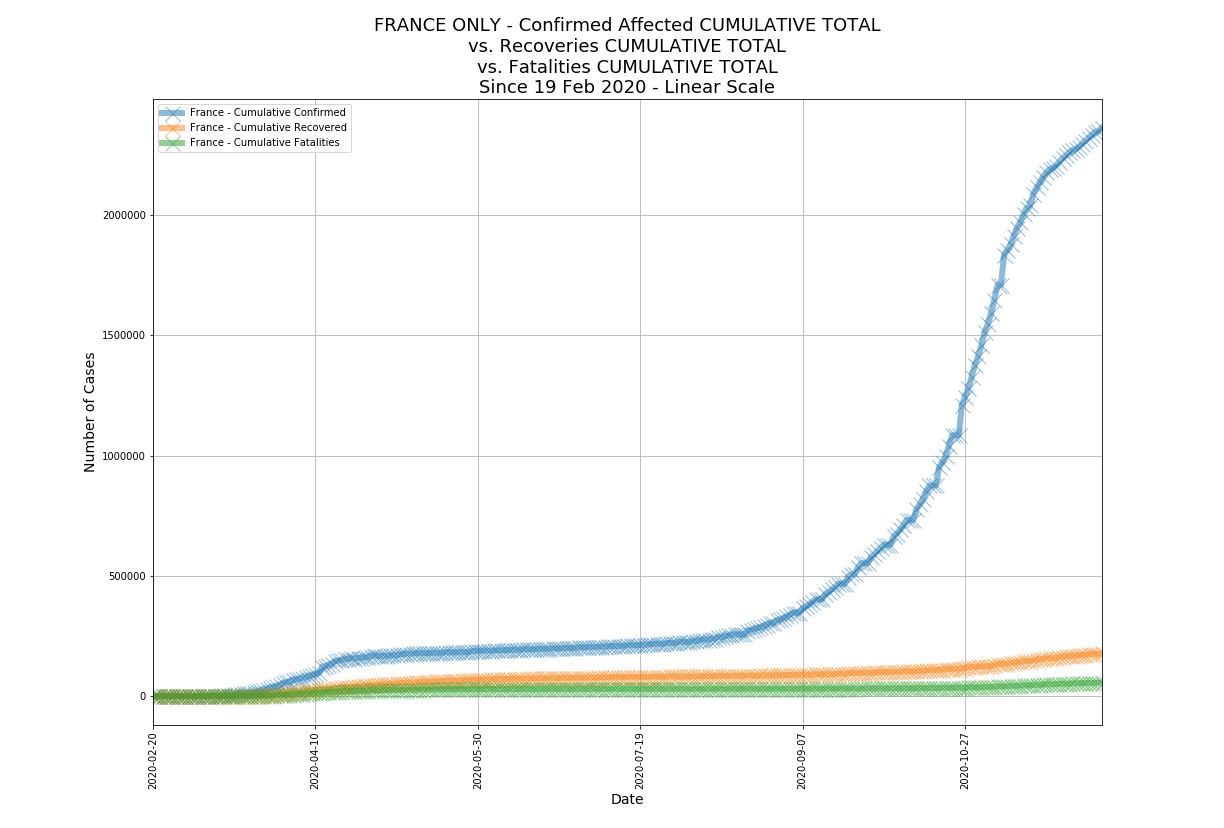 FRANCE ONLY - Confirmed Affected CUMULATIVE TOTAL
vs. Recoveries CUMULATIVE TOTAL
vs. Fatalities CUMULATIVE TOTAL
Since 19 Feb 2020 - Linear Scale
France - Cumulative Confirmed
France - Cumulative Recovered
France - Cumulative Fatalities
Number of Cases
2000000
1500000
1000000
500000
0
2020-02-20
2020-04-10
2020-05-30
2020-07-19
2020-09-07
2020-10-27
Date